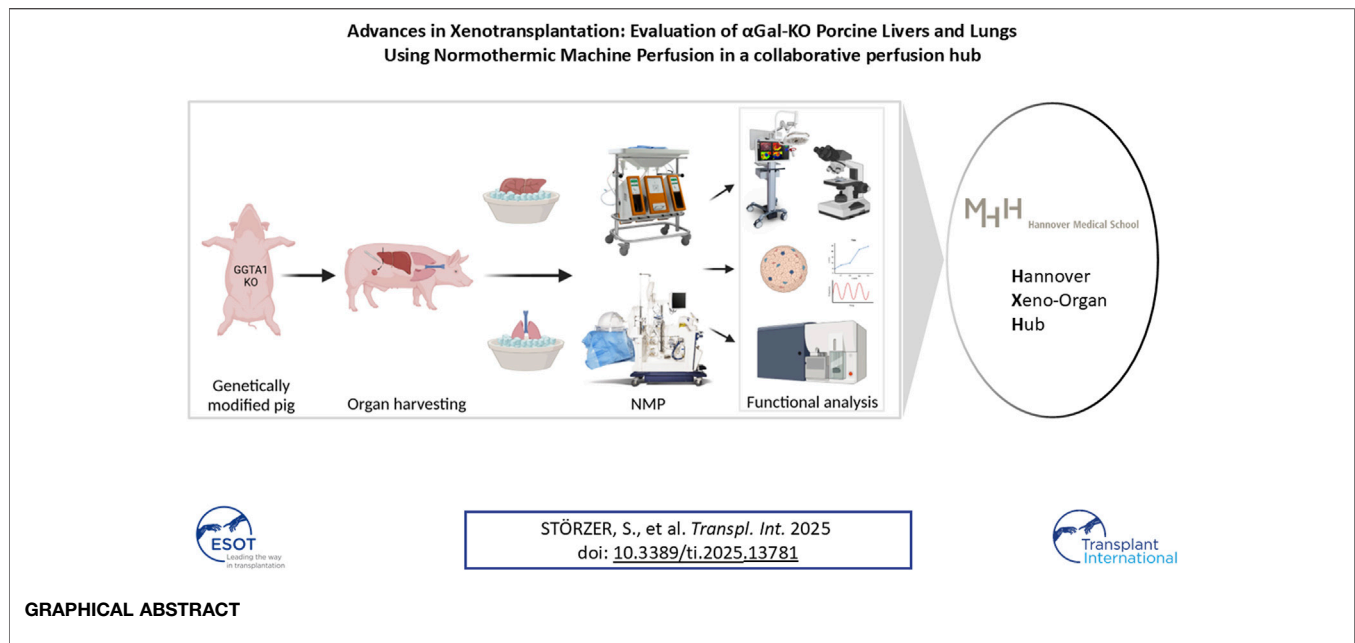 Advances in Xenotransplantation: Evaluation of αGal-KO Porcine Livers and Lungs
Using Normothermic Machine Perfusion in a collaborative perfusion hub
GGTA1
KO
Genetically
modified pig
Organ harvesting
NMP
Functional analysis
MHH
Hannover Medical School
Hannover
Xeno-Organ
Hub
ESOT
Leading the way
in transplantation
STÖRZER, S., et al. Transpl. Int. 2025
doi: 10.3389/ti.2025.13781
Transplant
International
GRAPHICAL ABSTRACT